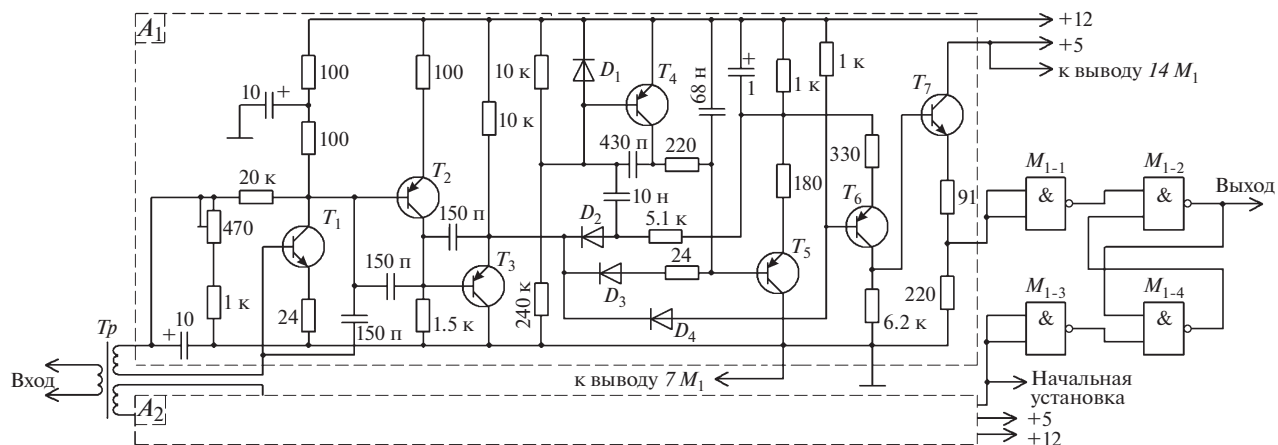 A1
+12
+5
к выводу 14 M1
100
100
10 к
D1
T4
68 н
+
1
1 к
1 к
T7
10
+
100
10 к
430 п
220
330
M1-1
M1-2
20 к
T2
10 н
180
T6
91
&
&
Выход
470
T1
150 п
D2
5.1 к
T5
150 п
T3
D3
24
1 к
24
150 п
1.5 к
240 к
D4
6.2 к
220
M1-3
M1-4
&
&
Тр
+
10
Вход
к выводу 7 M1
Начальная
установка
A2
+5
+12